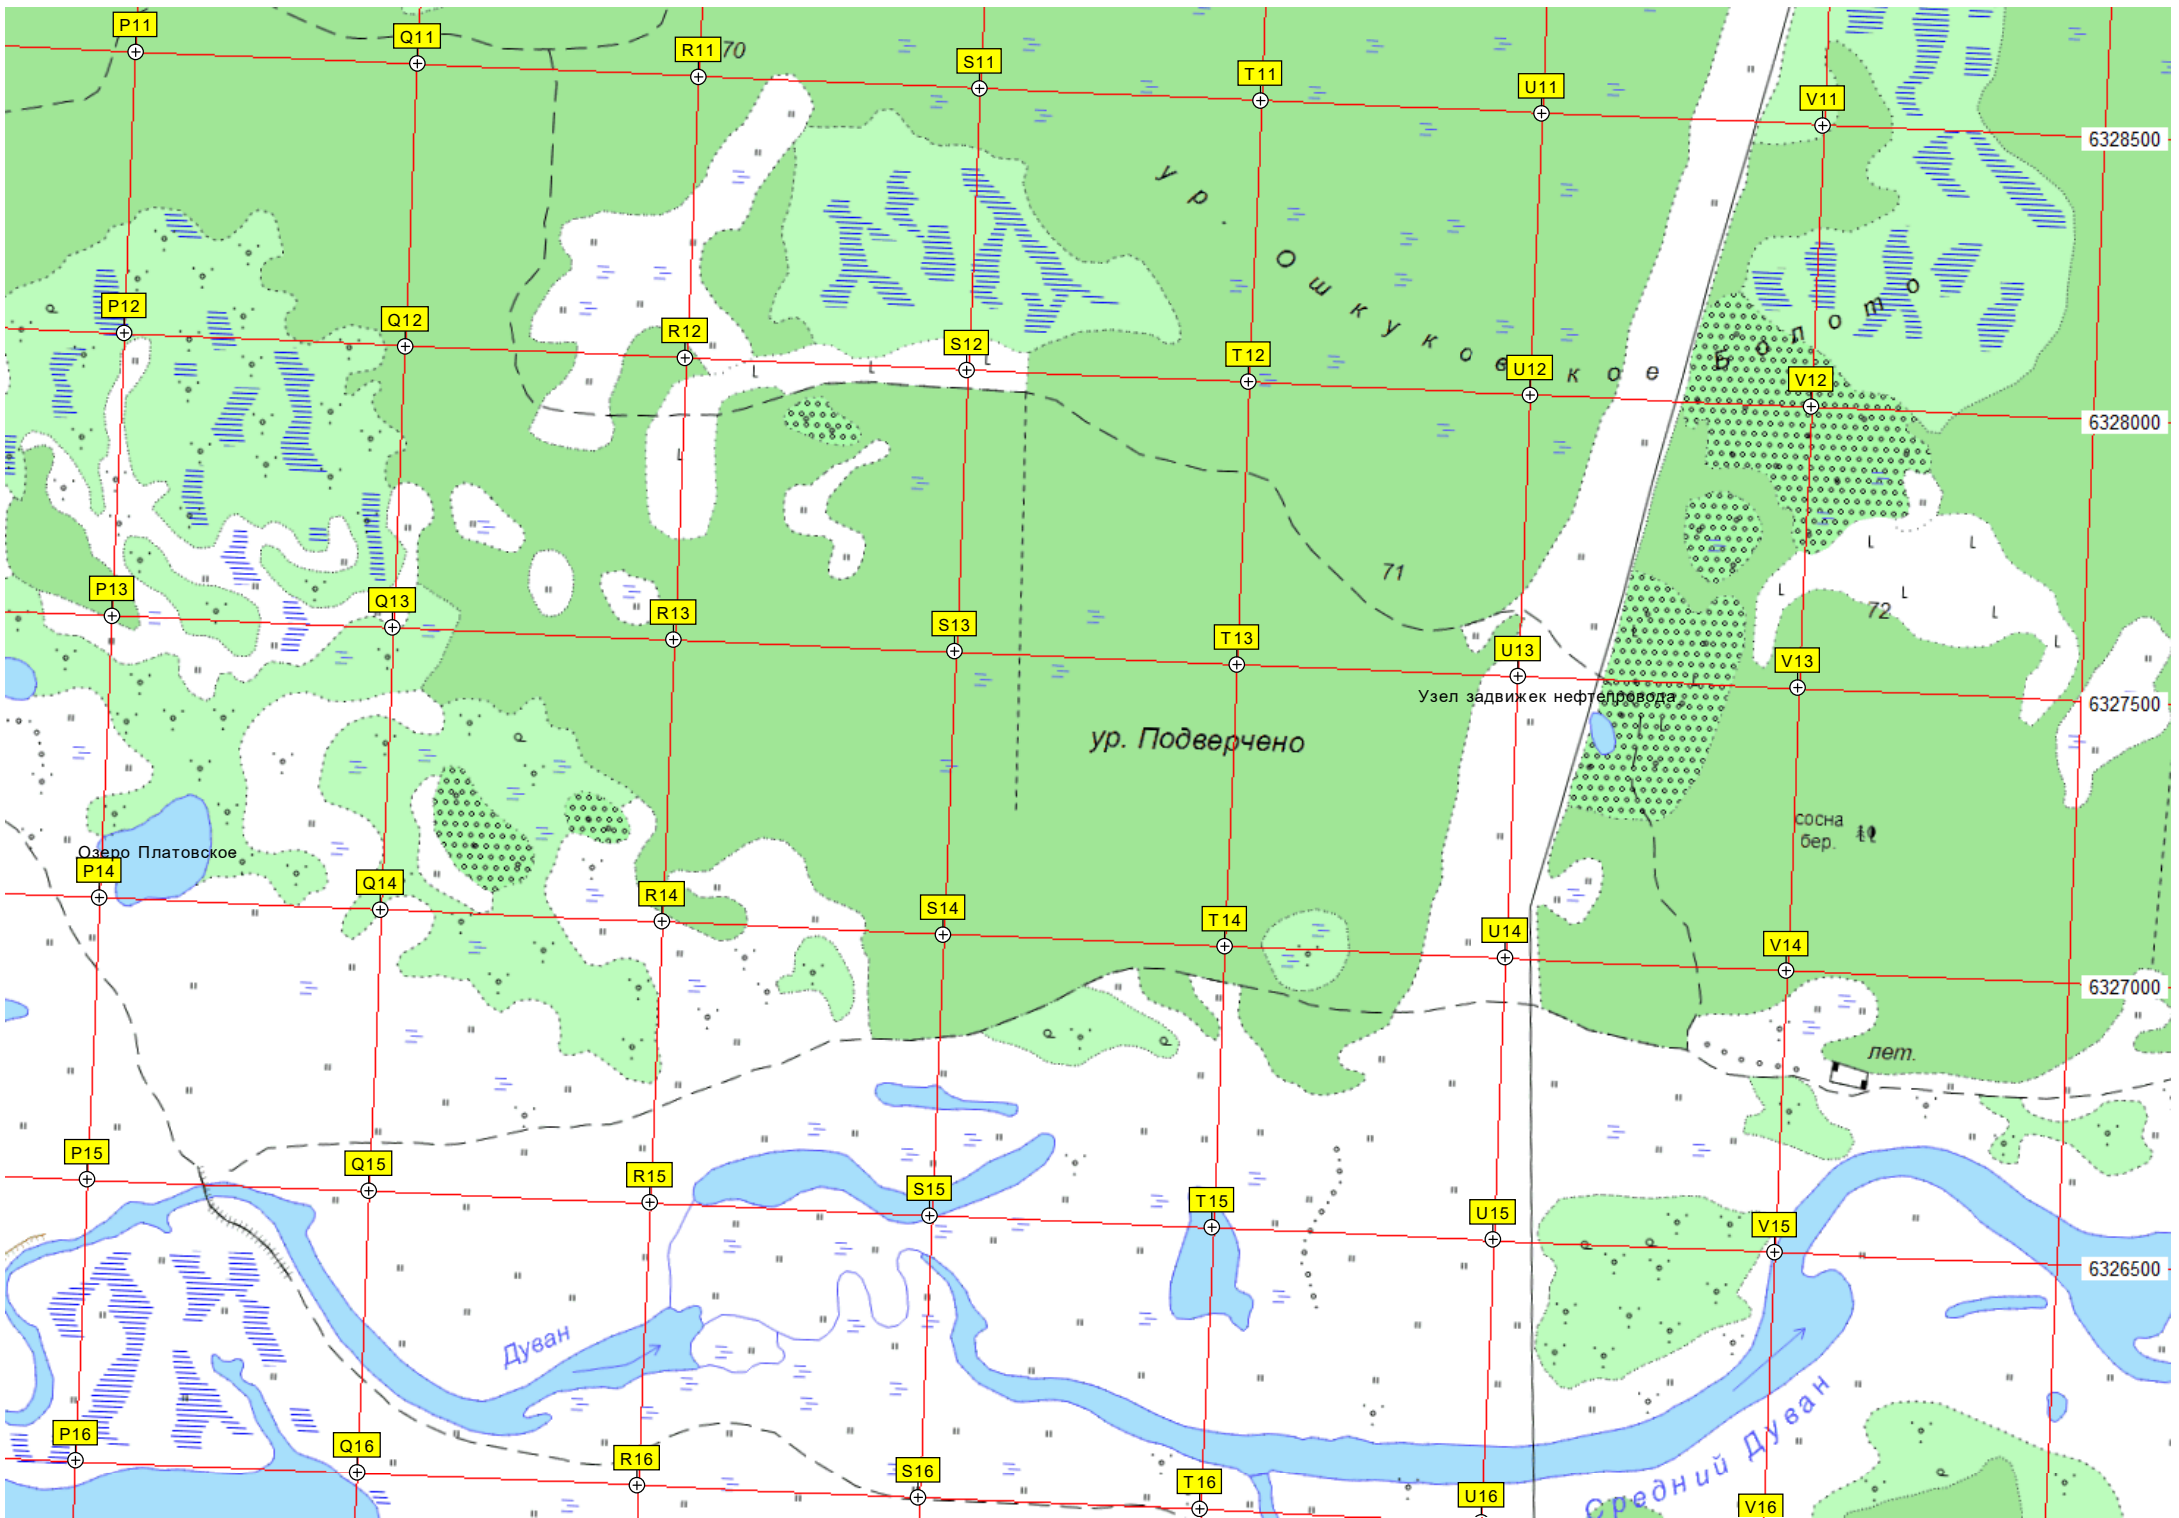 P11
Q11
R11
70
S11
T11
U11
V11
6328500
ур. Ошкуковское Болото
P12
Q12
R12
S12
T12
U12
V12
6328000
71
72
P13
Q13
R13
S13
T13
U13
V13
Узел задвижек нефтепровода
6327500
ур. Подверчено
сосна
бер.
Озеро Платовское
P14
Q14
R14
S14
T14
U14
V14
6327000
лет.
P15
Q15
R15
S15
T15
U15
V15
6326500
Дуван
Средний Дуван
P16
Q16
R16
S16
T16
U16
V16